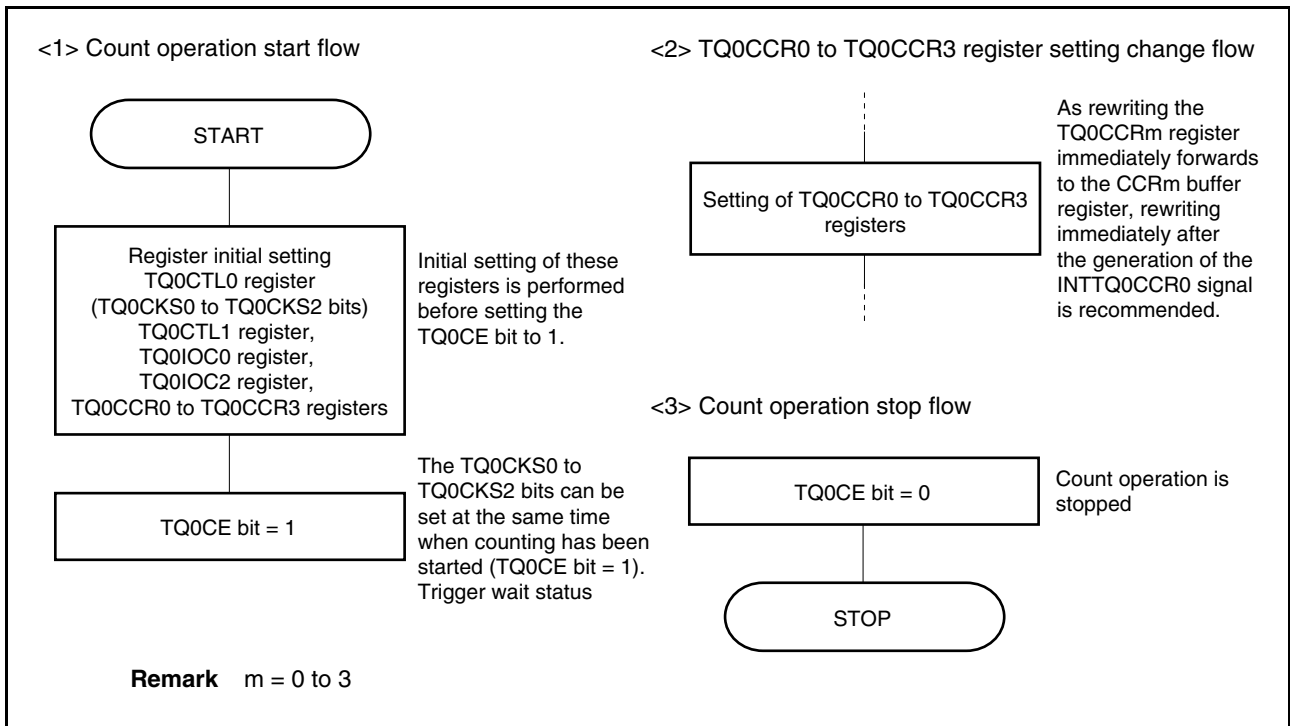 <1> Count operation start flow
START
Register initial setting
TQ0CTL0 register
(TQ0CKS0 to TQ0CKS2 bits)
TQ0CTL1 register,
TQ0IOC0 register,
TQ0IOC2 register,
TQ0CCR0 to TQ0CCR3 registers
Initial setting of these
registers is performed
before setting the
TQ0CE bit to 1.
TQ0CE bit = 1
The TQ0CKS0 to
TQ0CKS2 bits can be
set at the same time
when counting has been
started (TQ0CE bit = 1).
Trigger wait status
<2> TQ0CCR0 to TQ0CCR3 register setting change flow
Setting of TQ0CCR0 to TQ0CCR3
registers
As rewriting the
TQ0CCRm register
immediately forwards
to the CCRm buffer
register, rewriting
immediately after
the generation of the
INTTQ0CCR0 signal
is recommended.
<3> Count operation stop flow
TQ0CE bit = 0
Count operation is
stopped
STOP
Remark m = 0 to 3